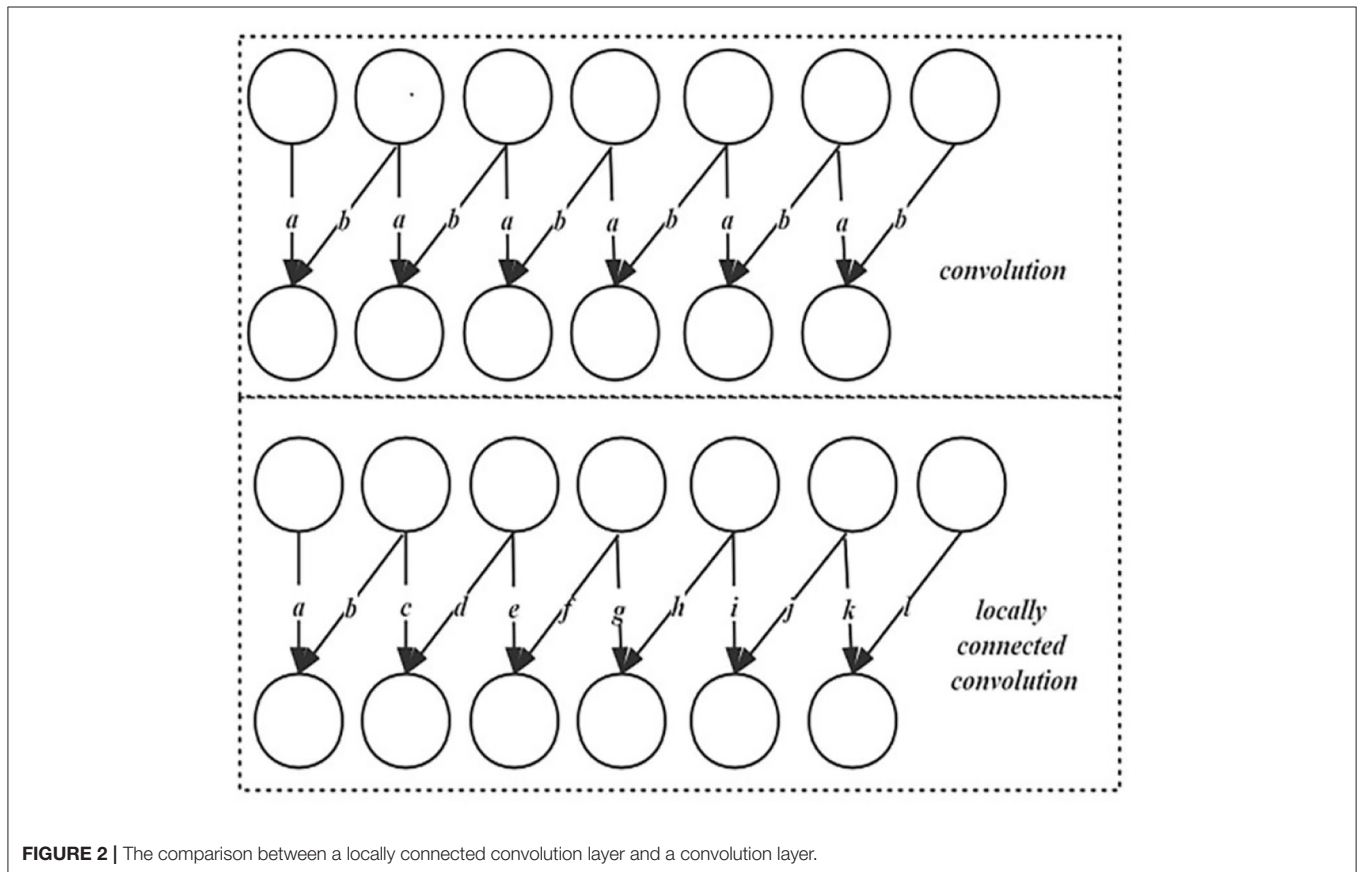 a b a b a b a b a b a b
convolution
a b c d e f g h i j k l
locally
connected
convolution
FIGURE 2 | The comparison between a locally connected convolution layer and a convolution layer.